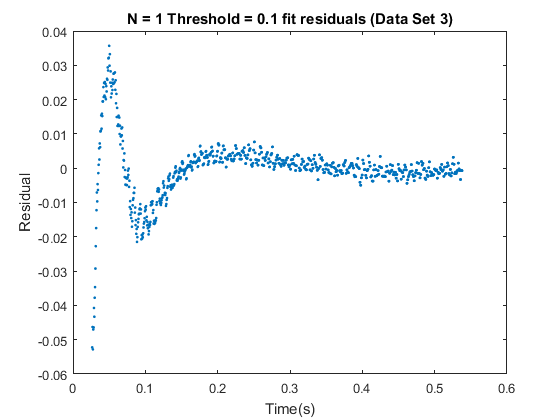 N = 1 Threshold = 0.1 fit residuals (Data Set 3)
0.04
0.03
0.02
0.01
0
-0.01
-0.02
-0.03
-0.04
-0.05
-0.06
Residual
0 0.1 0.2 0.3 0.4 0.5 0.6
Time(s)